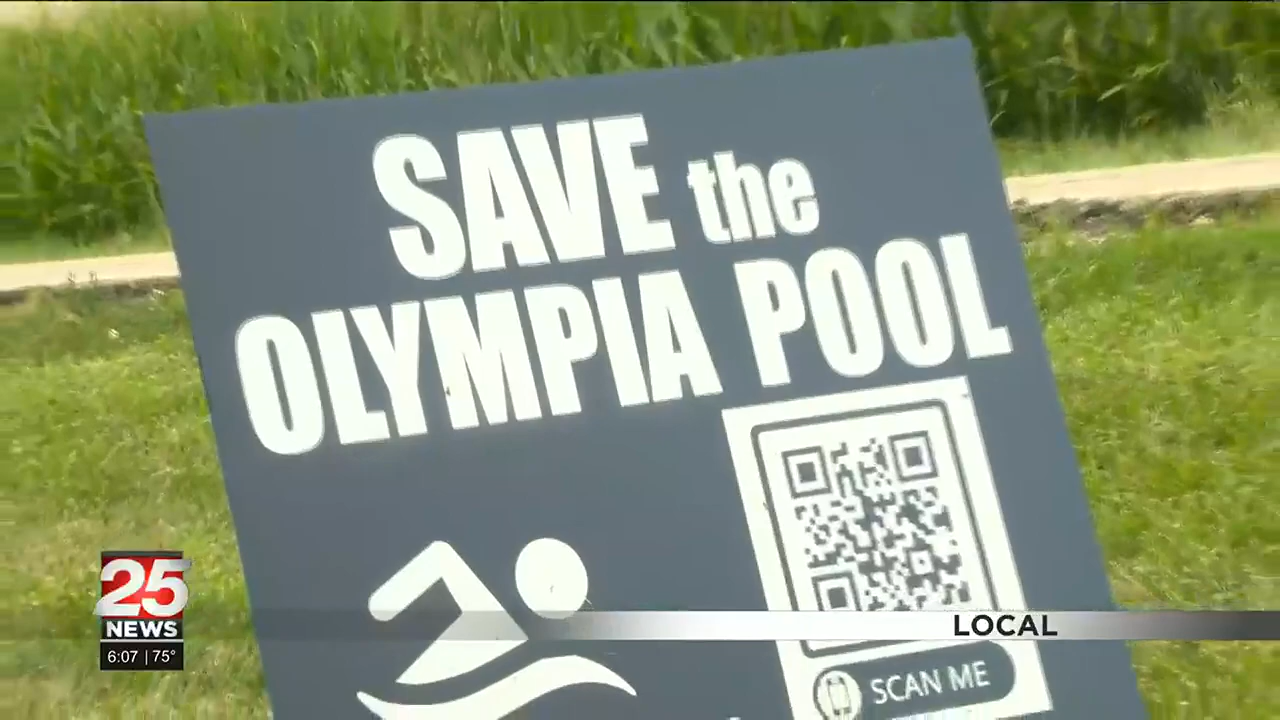 SAVE the
OLYMPIA POOL
SCAN ME
LOCAL
25
NEWS
6:07 | 75°